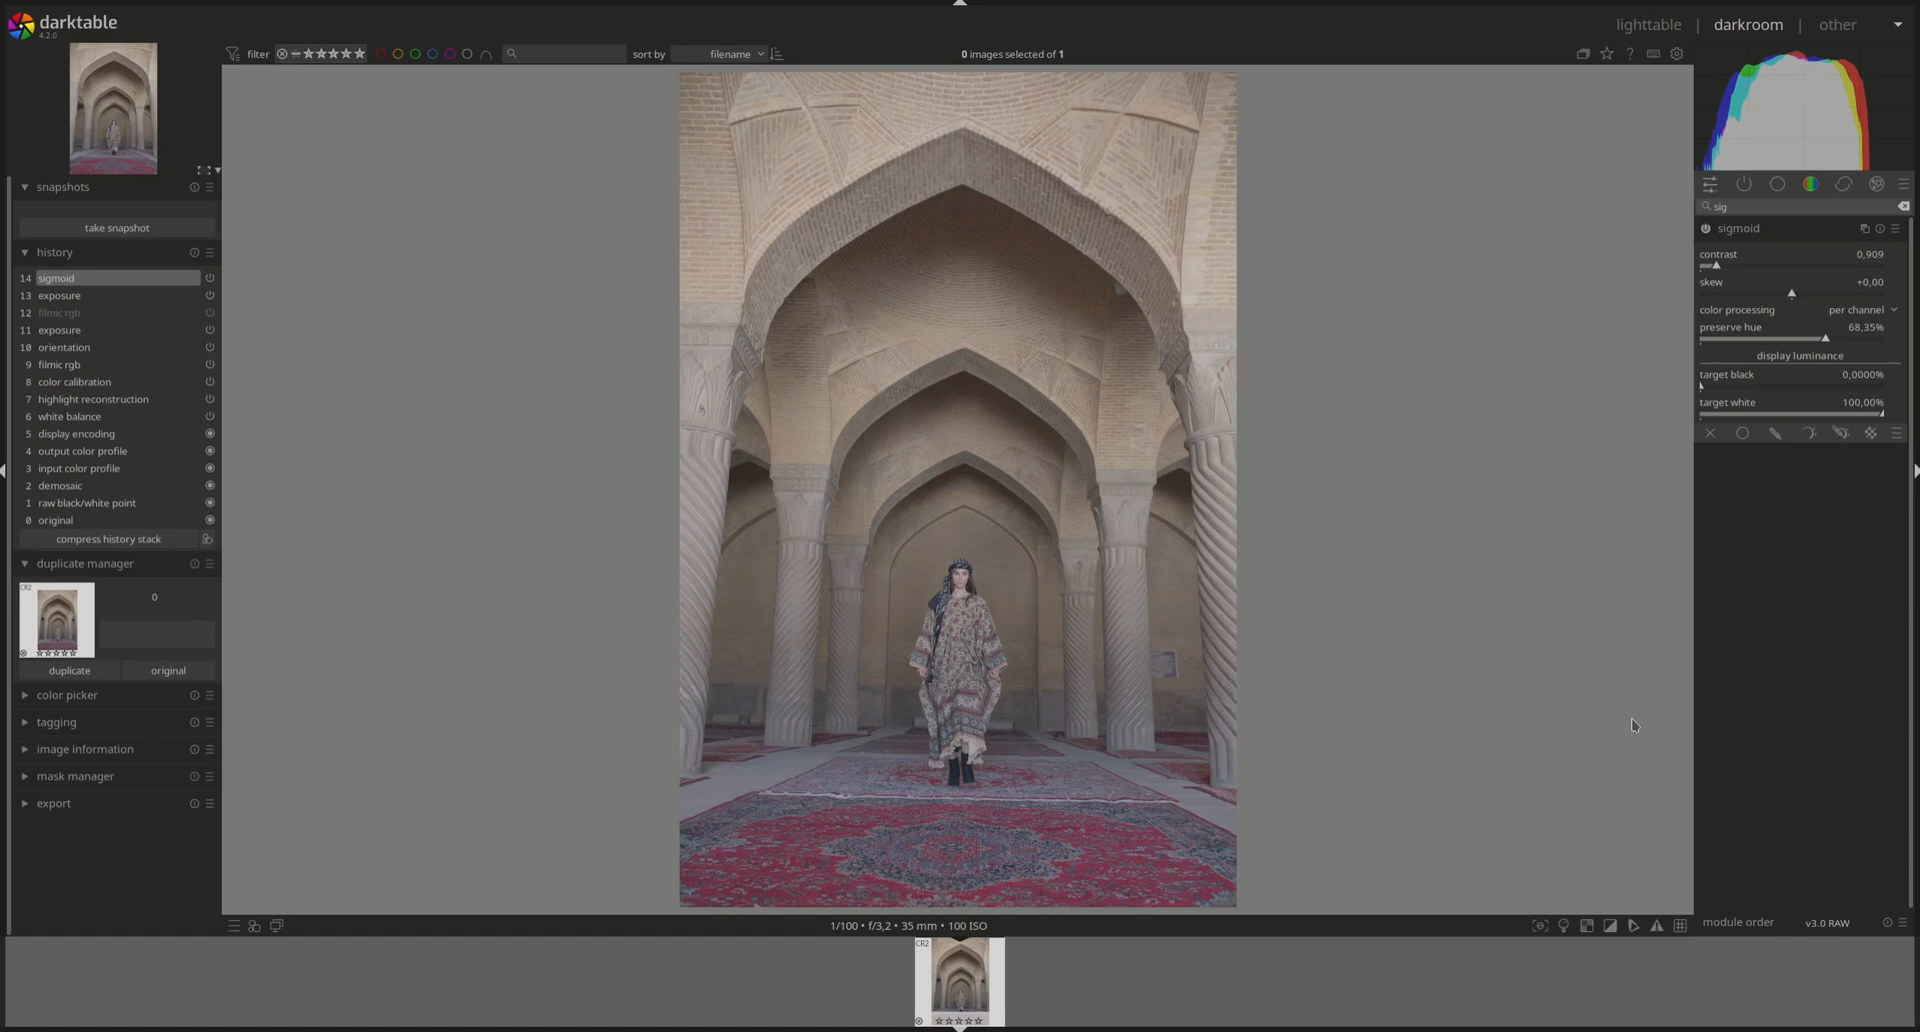 darktable
4.2.0
lighttable | darkroom | other
filter
sort by filename
0 images selected of 1
snapshots
take snapshot
history
14 sigmoid
13 exposure
12 filmic rgb
11 exposure
10 orientation
9 filmic rgb
8 color calibration
7 highlight reconstruction
6 white balance
5 display encoding
4 output color profile
3 input color profile
2 demosaic
1 raw black/white point
0 original
compress history stack
duplicate manager
CR2
0
duplicate original
color picker
tagging
image information
mask manager
export
sig
sigmoid
contrast 0,909
skew +0,00
color processing per channel
preserve hue 68,35%
display luminance
target black 0,0000%
target white 100,00%
1/100 • f/3,2 • 35 mm • 100 ISO
module order v3.0 RAW
CR2